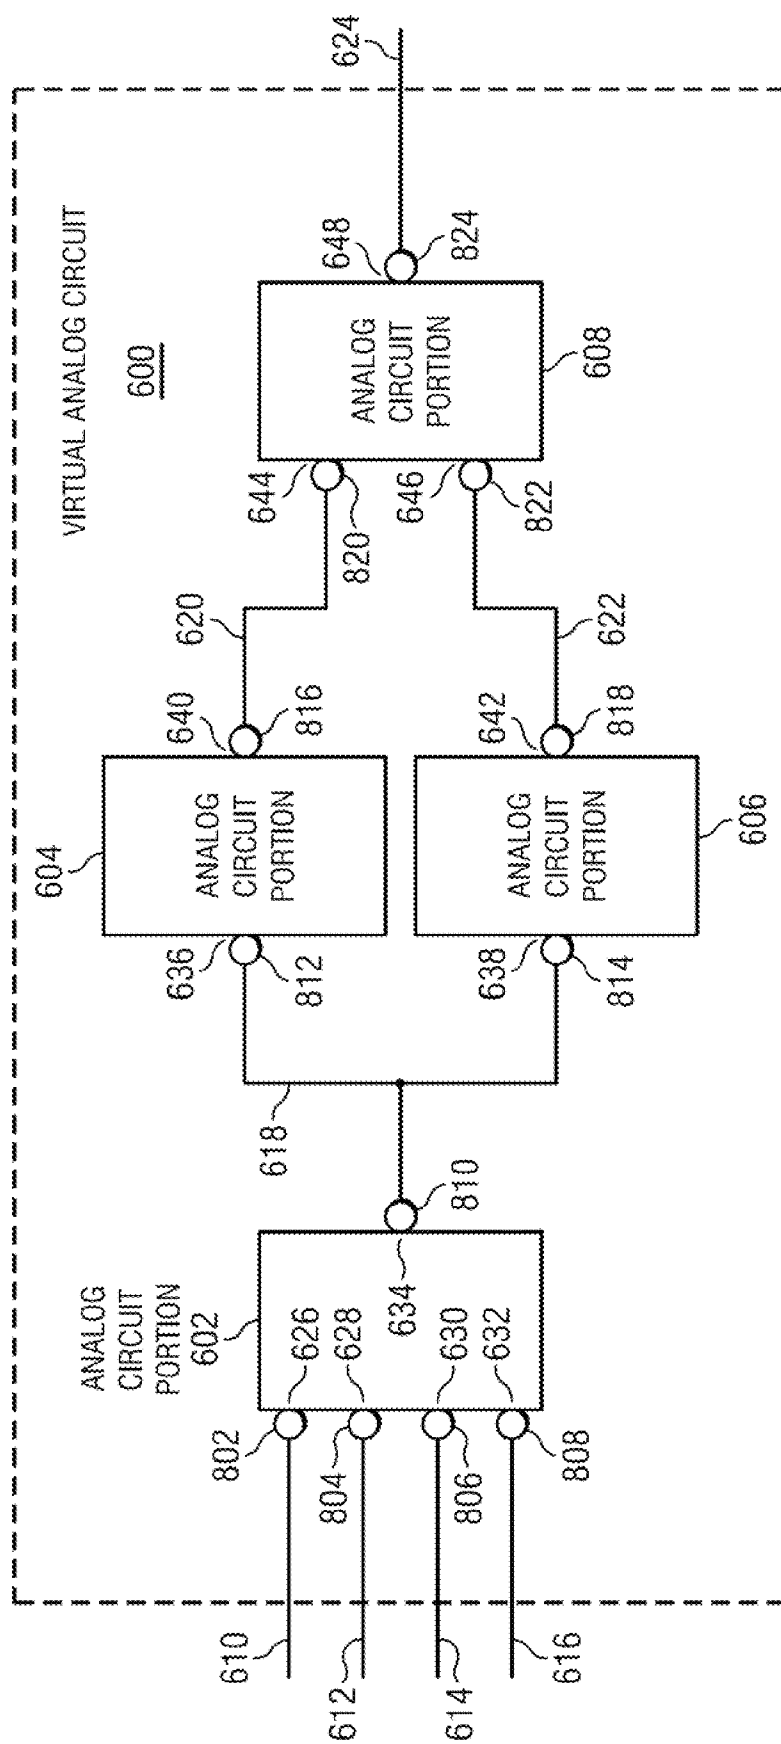 VIRTUAL ANALOG CIRCUIT
600
ANALOG
CIRCUIT
PORTION
602
610
612
614
616
802
804
806
808
626
628
630
632
634
810
618
604
636
812
ANALOG
CIRCUIT
PORTION
640
816
638
814
ANALOG
CIRCUIT
PORTION
642
818
606
620
622
644
820
646
822
ANALOG
CIRCUIT
PORTION
608
648
824
624